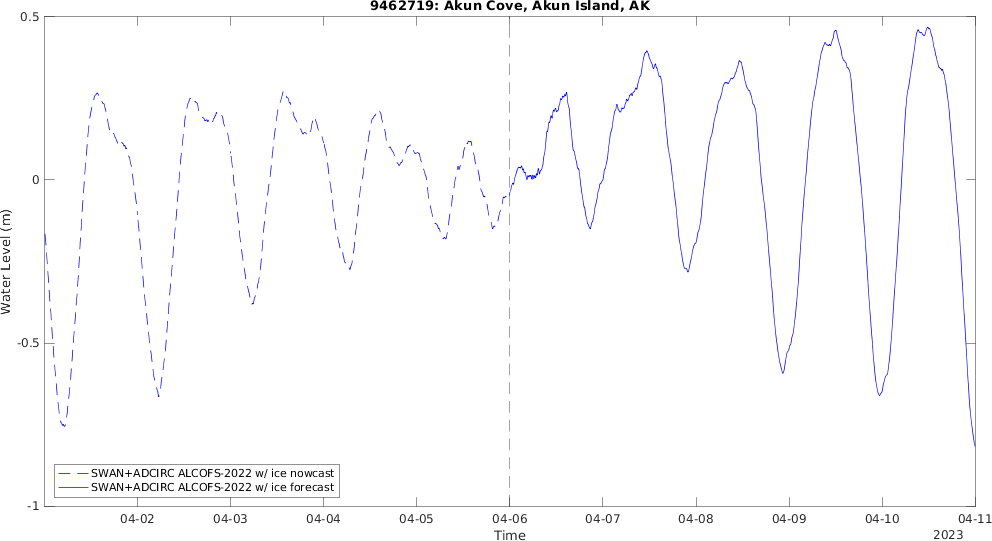 9462719: Akun Cove, Akun Island, AK
0.5
0
-0.5
-1
Water Level (m)
SWAN+ADCIRC ALCOFS-2022 w/ ice nowcast
SWAN+ADCIRC ALCOFS-2022 w/ ice forecast
04-02 04-03 04-04 04-05 04-06 04-07 04-08 04-09 04-10 04-11
Time
2023